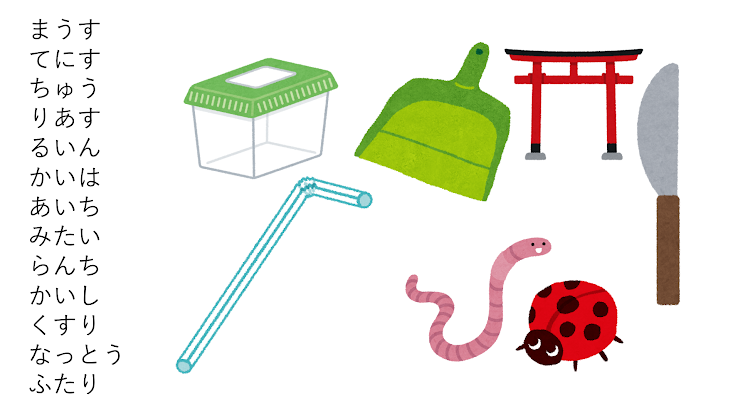 まうす
てにす
ちゅう
りあす
るいん
かいは
あいち
みたい
らんち
かいし
くすり
なっとう
ふたり